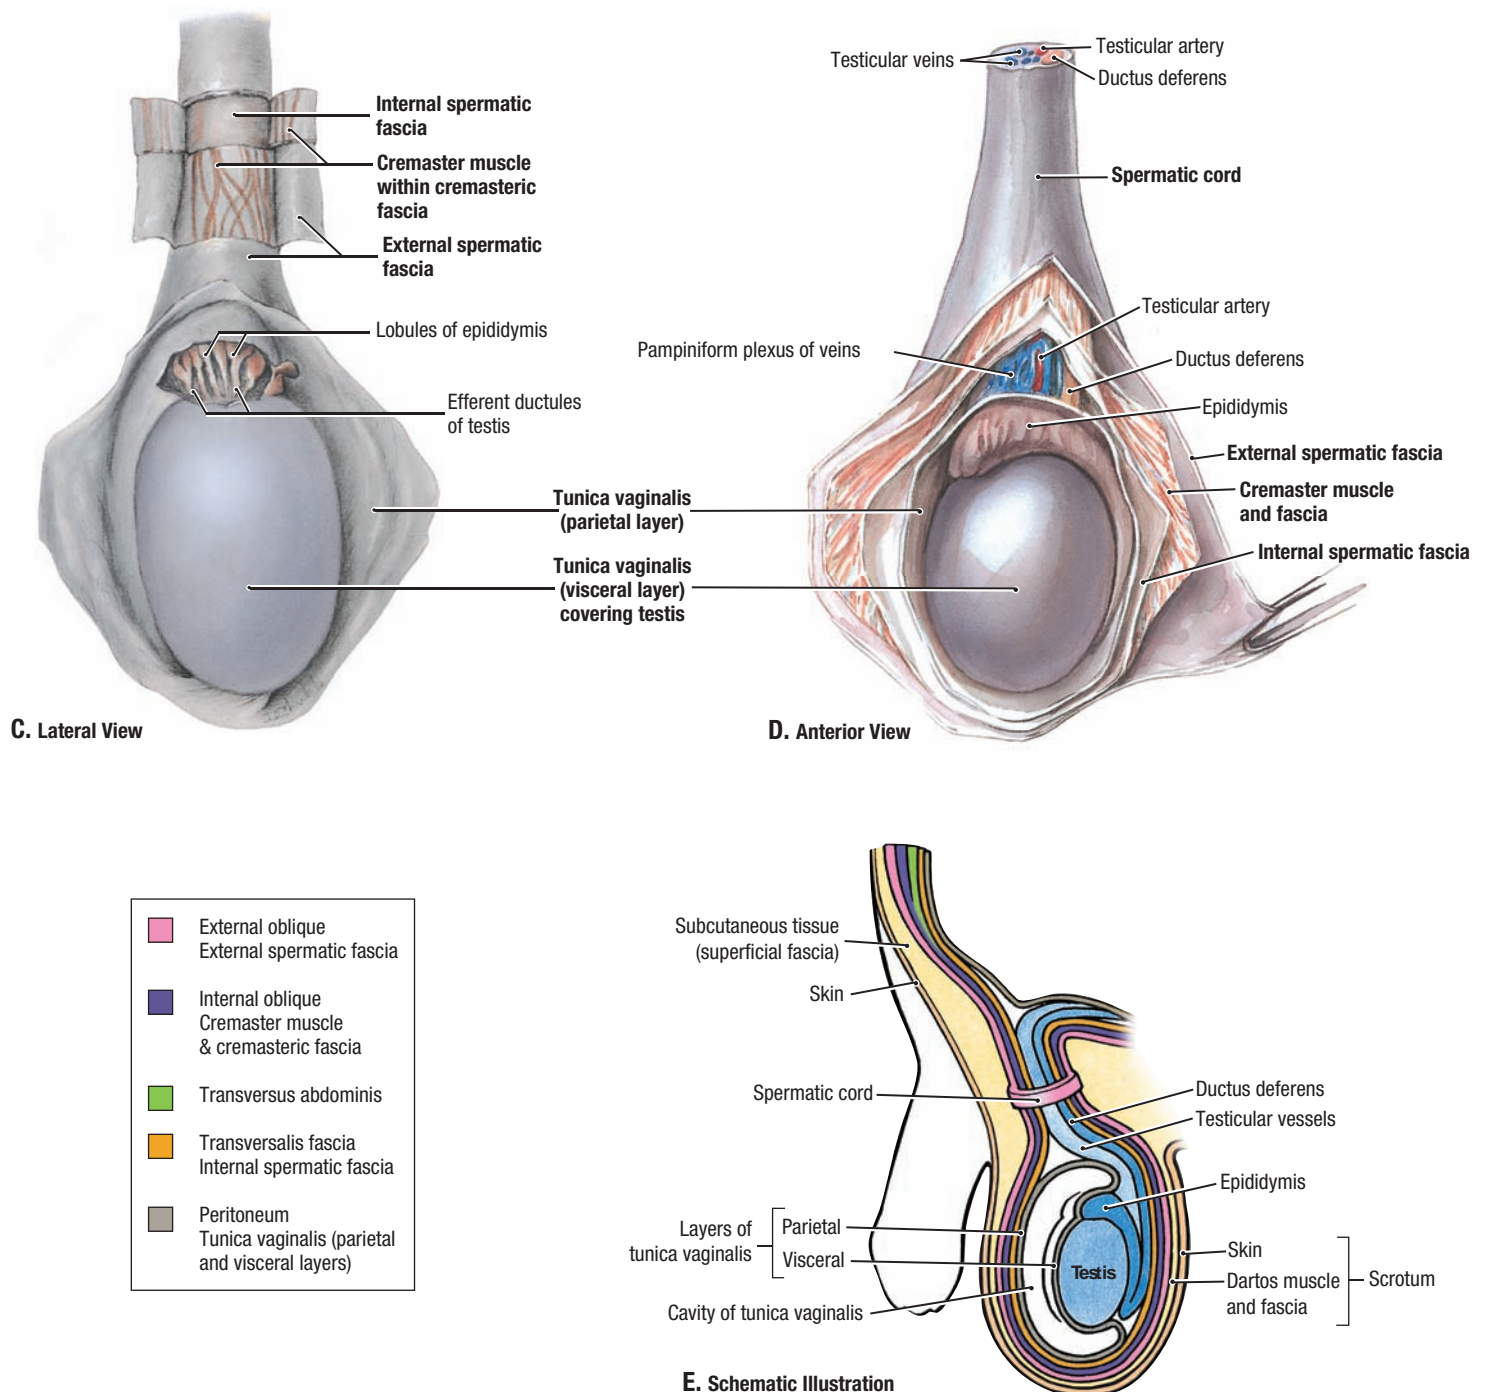 Internal spermatic
fascia
Cremaster muscle
within cremasteric
fascia
External spermatic
fascia
Lobules of epididymis
Efferent ductules
of testis
Tunica vaginalis
(parietal layer)
Tunica vaginalis
(visceral layer)
covering testis
C. Lateral View
Testicular veins
Testicular artery
Ductus deferens
Spermatic cord
Testicular artery
Pampiniform plexus of veins
Ductus deferens
Epididymis
External spermatic fascia
Cremaster muscle
and fascia
Internal spermatic fascia
D. Anterior View
External oblique
External spermatic fascia
Internal oblique
Cremaster muscle
& cremasteric fascia
Transversus abdominis
Transversalis fascia
Internal spermatic fascia
Peritoneum
Tunica vaginalis (parietal
and visceral layers)
Subcutaneous tissue
(superficial fascia)
Skin
Spermatic cord
Ductus deferens
Testicular vessels
Epididymis
Layers of
tunica vaginalis
Parietal
Visceral
Testis
Cavity of tunica vaginalis
Skin
Dartos muscle
and fascia
Scrotum
E. Schematic Illustration